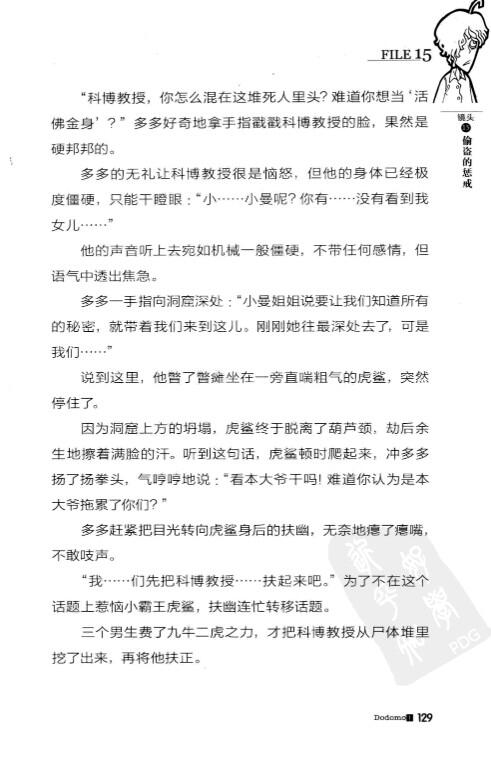 FILE 15
镜头
15
偷盗的惩戒
“科博教授，你怎么混在这堆死人里头？难道你想当‘活
佛金身’？”多多好奇地拿手指戳戳科博教授的脸，果然是
硬邦邦的。
多多的无礼让科博教授很是恼怒，但他的身体已经极
度僵硬，只能干瞪眼：“小……小曼呢？你有……没有看到我
女儿……”
他的声音听上去宛如机械一般僵硬，不带任何感情，但
语气中透出焦急。
多多一手指向洞窟深处：“小曼姐姐说要让我们知道所有
的秘密，就带着我们来到这儿。刚刚她往最深处去了，可是
我们……”
说到这里，他瞥了瞥瘫坐在一旁直喘粗气的虎鲨，突然
停住了。
因为洞窟上方的坍塌，虎鲨终于脱离了葫芦颈，劫后余
生地擦着满脸的汗。听到这句话，虎鲨顿时爬起来，冲多多
扬了扬拳头，气哼哼地说：“看本大爷干吗！难道你认为是本
大爷拖累了你们？”
多多赶紧把目光转向虎鲨身后的扶幽，无奈地瘪了瘪嘴，
不敢吱声。
“我……们先把科博教授……扶起来吧。”为了不在这个
话题上惹恼小霸王虎鲨，扶幽连忙转移话题。
三个男生费了九牛二虎之力，才把科博教授从尸体堆里
挖了出来，再将他扶正。
PDG
Dodomo 129